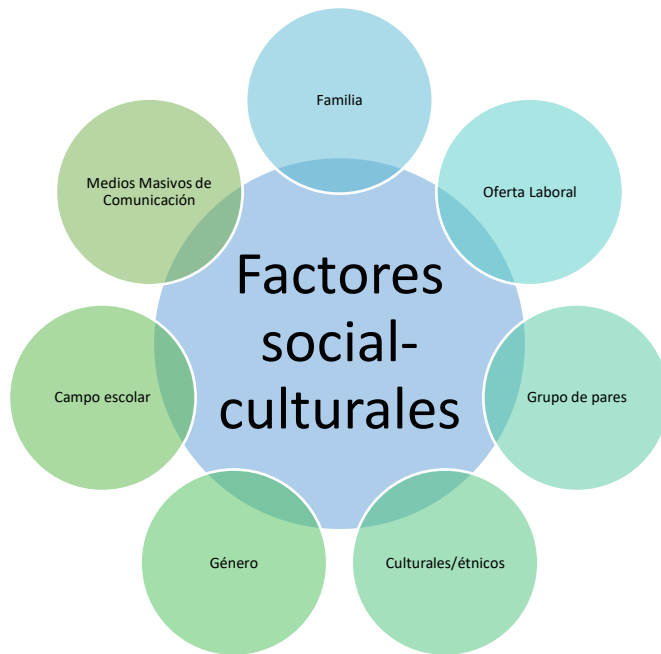 Familia
Medios Masivos de
Comunicación
Oferta Laboral
Factores
social-
culturales
Campo escolar
Grupo de pares
Género
Culturales/étnicos